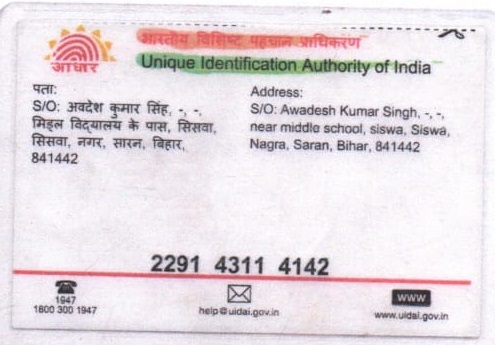 भारतीय विशिष्ट पहचान प्राधिकरण
Unique Identification Authority of India
आधार
पता:
S/O: अवदेश कुमार सिंह, -, -,
मिड्ल विद्यालय के पास, सिसवा,
सिसवा, नगर, सारन, बिहार,
841442
Address:
S/O: Awadesh Kumar Singh, -, -,
near middle school, siswa, Siswa,
Nagra, Saran, Bihar, 841442
2291 4311 4142
1947
1800 300 1947
help@uidai.gov.in
www
www.uidai.gov.in